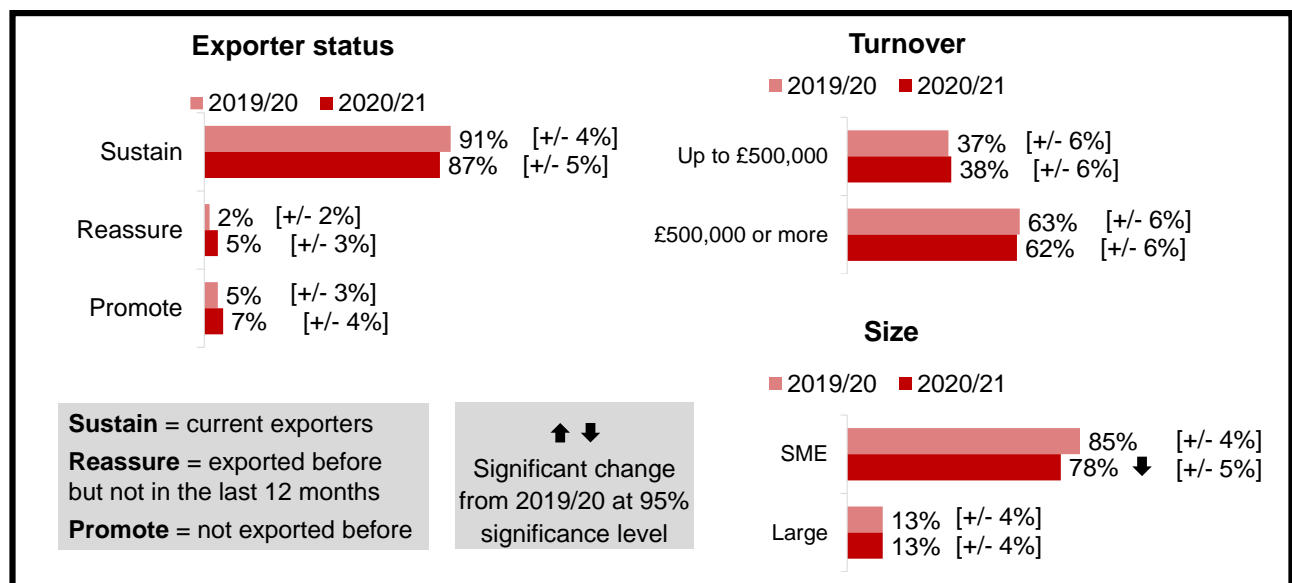 Exporter status
2019/20 2020/21
Sustain
91% [+/- 4%]
87% [+/- 5%]
Reassure
2% [+/- 2%]
5% [+/- 3%]
Promote
5% [+/- 3%]
7% [+/- 4%]
Sustain = current exporters
Reassure = exported before
but not in the last 12 months
Promote = not exported before
Significant change
from 2019/20 at 95%
significance level
Turnover
2019/20 2020/21
Up to £500,000
37% [+/- 6%]
38% [+/- 6%]
£500,000 or more
63% [+/- 6%]
62% [+/- 6%]
Size
2019/20 2020/21
SME
85% [+/- 4%]
78% [+/- 5%]
Large
13% [+/- 4%]
13% [+/- 4%]